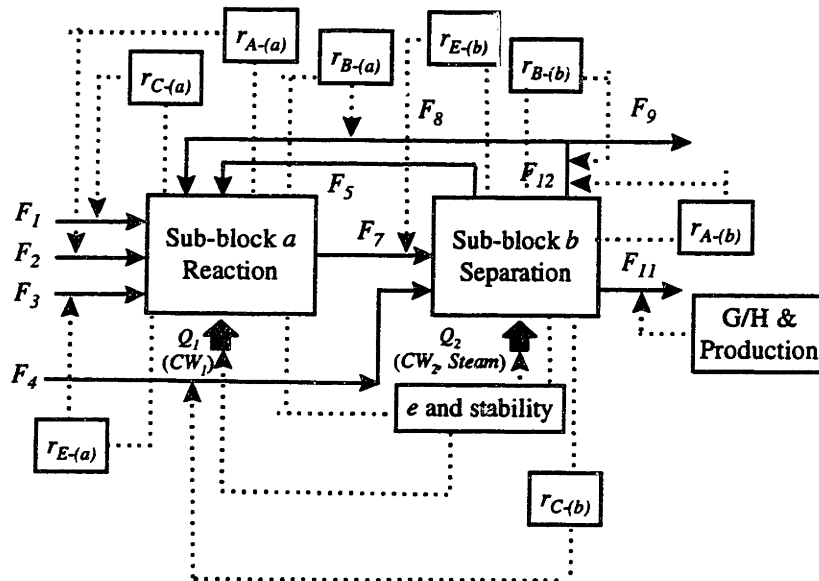 r_A-(a)
r_E-(b)
r_B-(a)
r_B-(b)
r_C-(a)
F_8
F_9
F_12
F_5
F_1
F_2
F_3
Sub-block a
Reaction
F_7
Sub-block b
Separation
r_A-(b)
F_11
G/H &
Production
Q_1
(CW_1)
Q_2
(CW_2, Steam)
F_4
e and stability
r_E-(a)
r_C-(b)